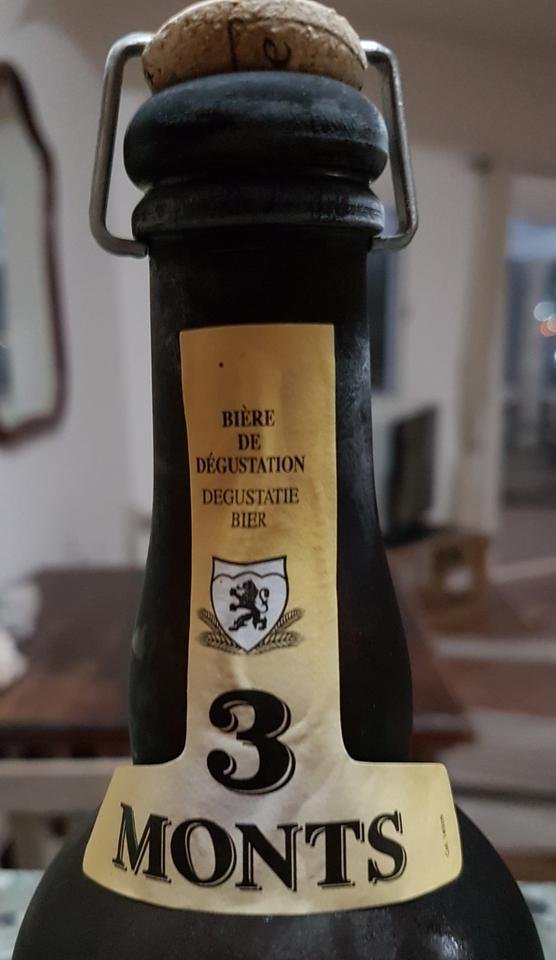 BIÈRE
DE
DÉGUSTATION
DEGUSTATIE
BIER
3
MONTS